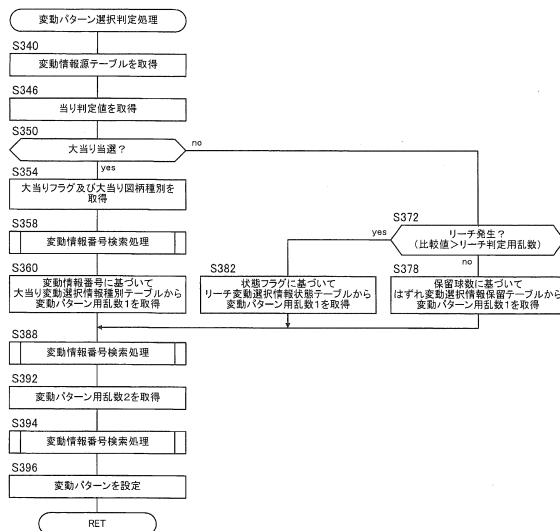 変動パターン選択判定処理
S340
変動情報源テーブルを取得
S346
当り判定値を取得
S350
大当り当選？
no
yes
S354
大当りフラグ及び大当り図柄種別を
取得
S358
変動情報番号検索処理
S360
変動情報番号に基づいて
大当り変動選択情報種別テーブルから
変動パターン用乱数1を取得
S372
リーチ発生？
（比較値＞リーチ判定用乱数）
yes
no
S382
状態フラグに基づいて
リーチ変動選択情報状態テーブルから
変動パターン用乱数1を取得
S378
保留球数に基づいて
はずれ変動選択情報保留テーブルから
変動パターン用乱数1を取得
S388
変動情報番号検索処理
S392
変動パターン用乱数2を取得
S394
変動情報番号検索処理
S396
変動パターンを設定
RET